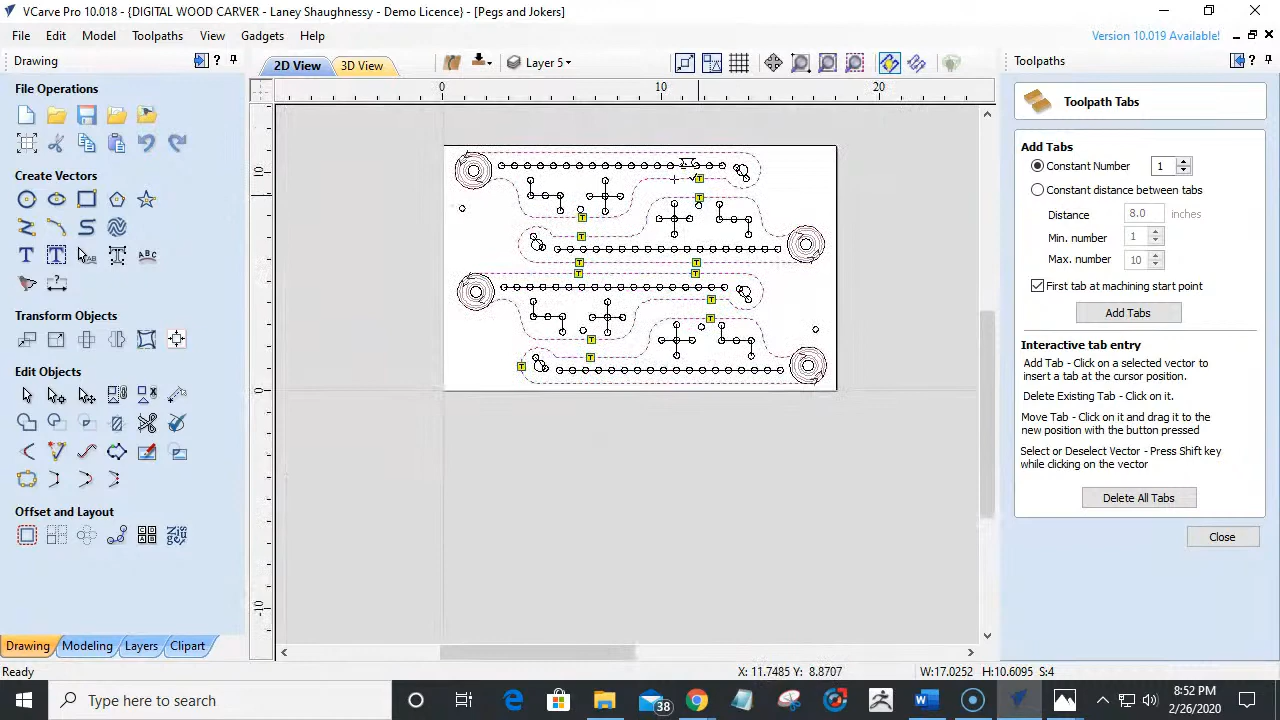 VCarve Pro 10.018 - {DIGITAL WOOD CARVER - Laney Shaughnessy - Demo Licence} - [Pegs and Jokers]
File Edit Model Toolpaths View Gadgets Help
Version 10.019 Available!
Drawing
File Operations
Create Vectors
Transform Objects
Edit Objects
Offset and Layout
Drawing Modeling Layers Clipart
Ready
2D View 3D View
Layer 5
0 10 20
10
0
-10
X: 11.7485 Y: 8.8707
W:17.0252 H:10.6095 S:4
Toolpaths
Toolpath Tabs
Add Tabs
Constant Number 1
Constant distance between tabs
Distance 8.0 inches
Min. number 1
Max. number 10
First tab at machining start point
Add Tabs
Interactive tab entry
Add Tab - Click on a selected vector to
insert a tab at the cursor position.
Delete Existing Tab - Click on it.
Move Tab - Click on it and drag it to the
new position with the button pressed
Select or Deselect Vector - Press Shift key
while clicking on the vector
Delete All Tabs
Close
Type here to search
38
8:52 PM
2/26/2020